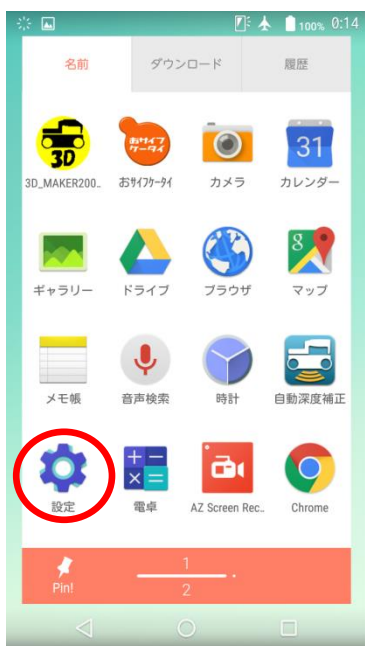 100% 0:14
名前 ダウンロード 履歴
3D
おサイフ
ケータイ
31
3D_MAKER200.. おサイフケータイ カメラ カレンダー
8
ギャラリー ドライブ ブラウザ マップ
メモ帳 音声検索 時計 自動深度補正
設定 電卓 AZ Screen Rec.. Chrome
1
Pin!
2